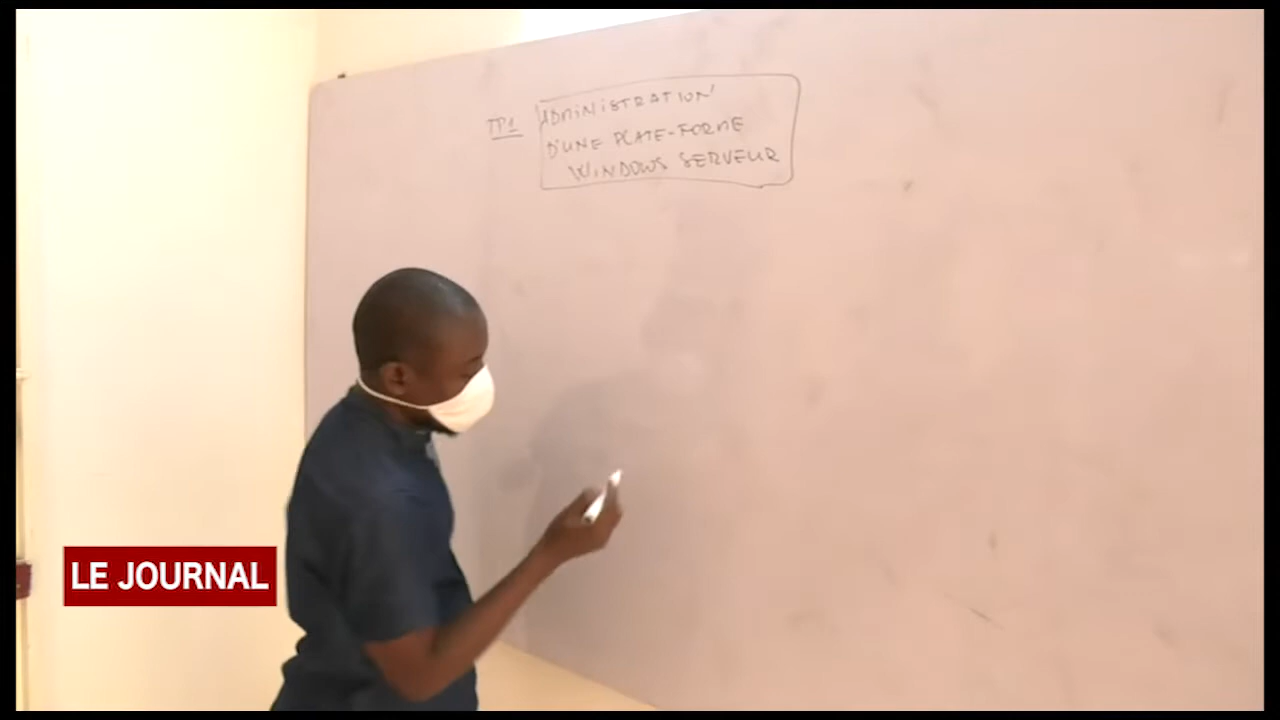 TP1 ADMINISTRATION
D'UNE PLATE-FORME
WINDOWS SERVEUR
LE JOURNAL